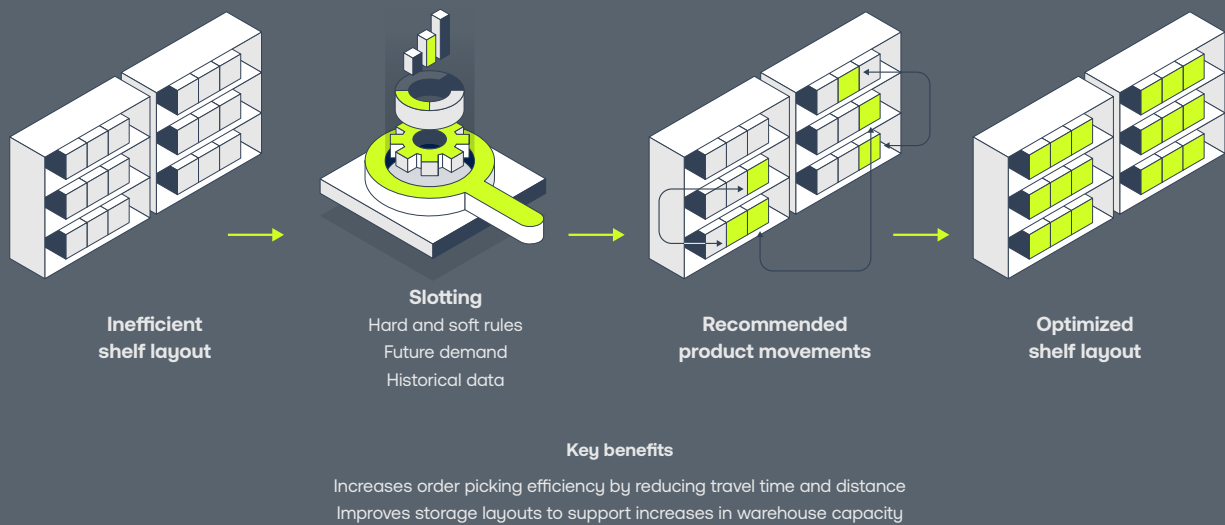 Inefficient
shelf layout
Slotting
Hard and soft rules
Future demand
Historical data
Recommended
product movements
Optimized
shelf layout
Key benefits
Increases order picking efficiency by reducing travel time and distance
Improves storage layouts to support increases in warehouse capacity